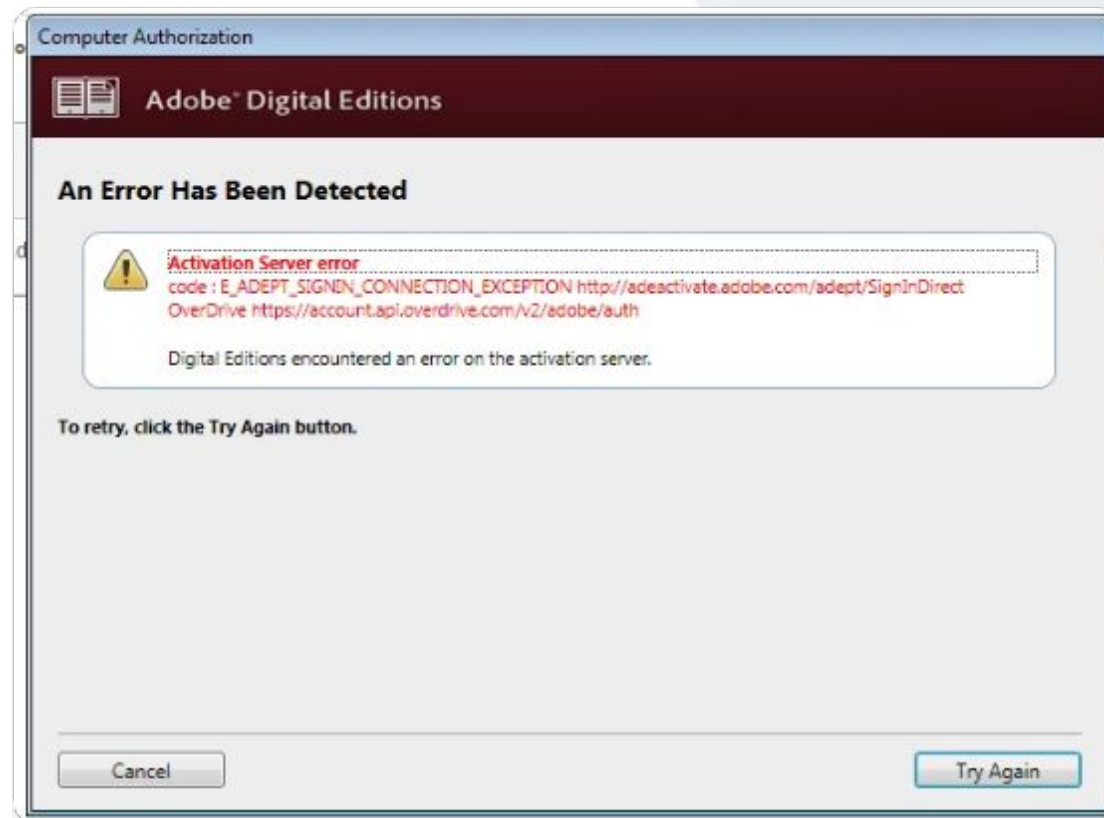 Computer Authorization
Adobe® Digital Editions
An Error Has Been Detected
Activation Server error
code : E_ADEPT_SIGNIN_CONNECTION_EXCEPTION http://adeactivate.adobe.com/adept/SignInDirect
OverDrive https://account.api.overdrive.com/v2/adobe/auth
Digital Editions encountered an error on the activation server.
To retry, click the Try Again button.
Cancel
Try Again